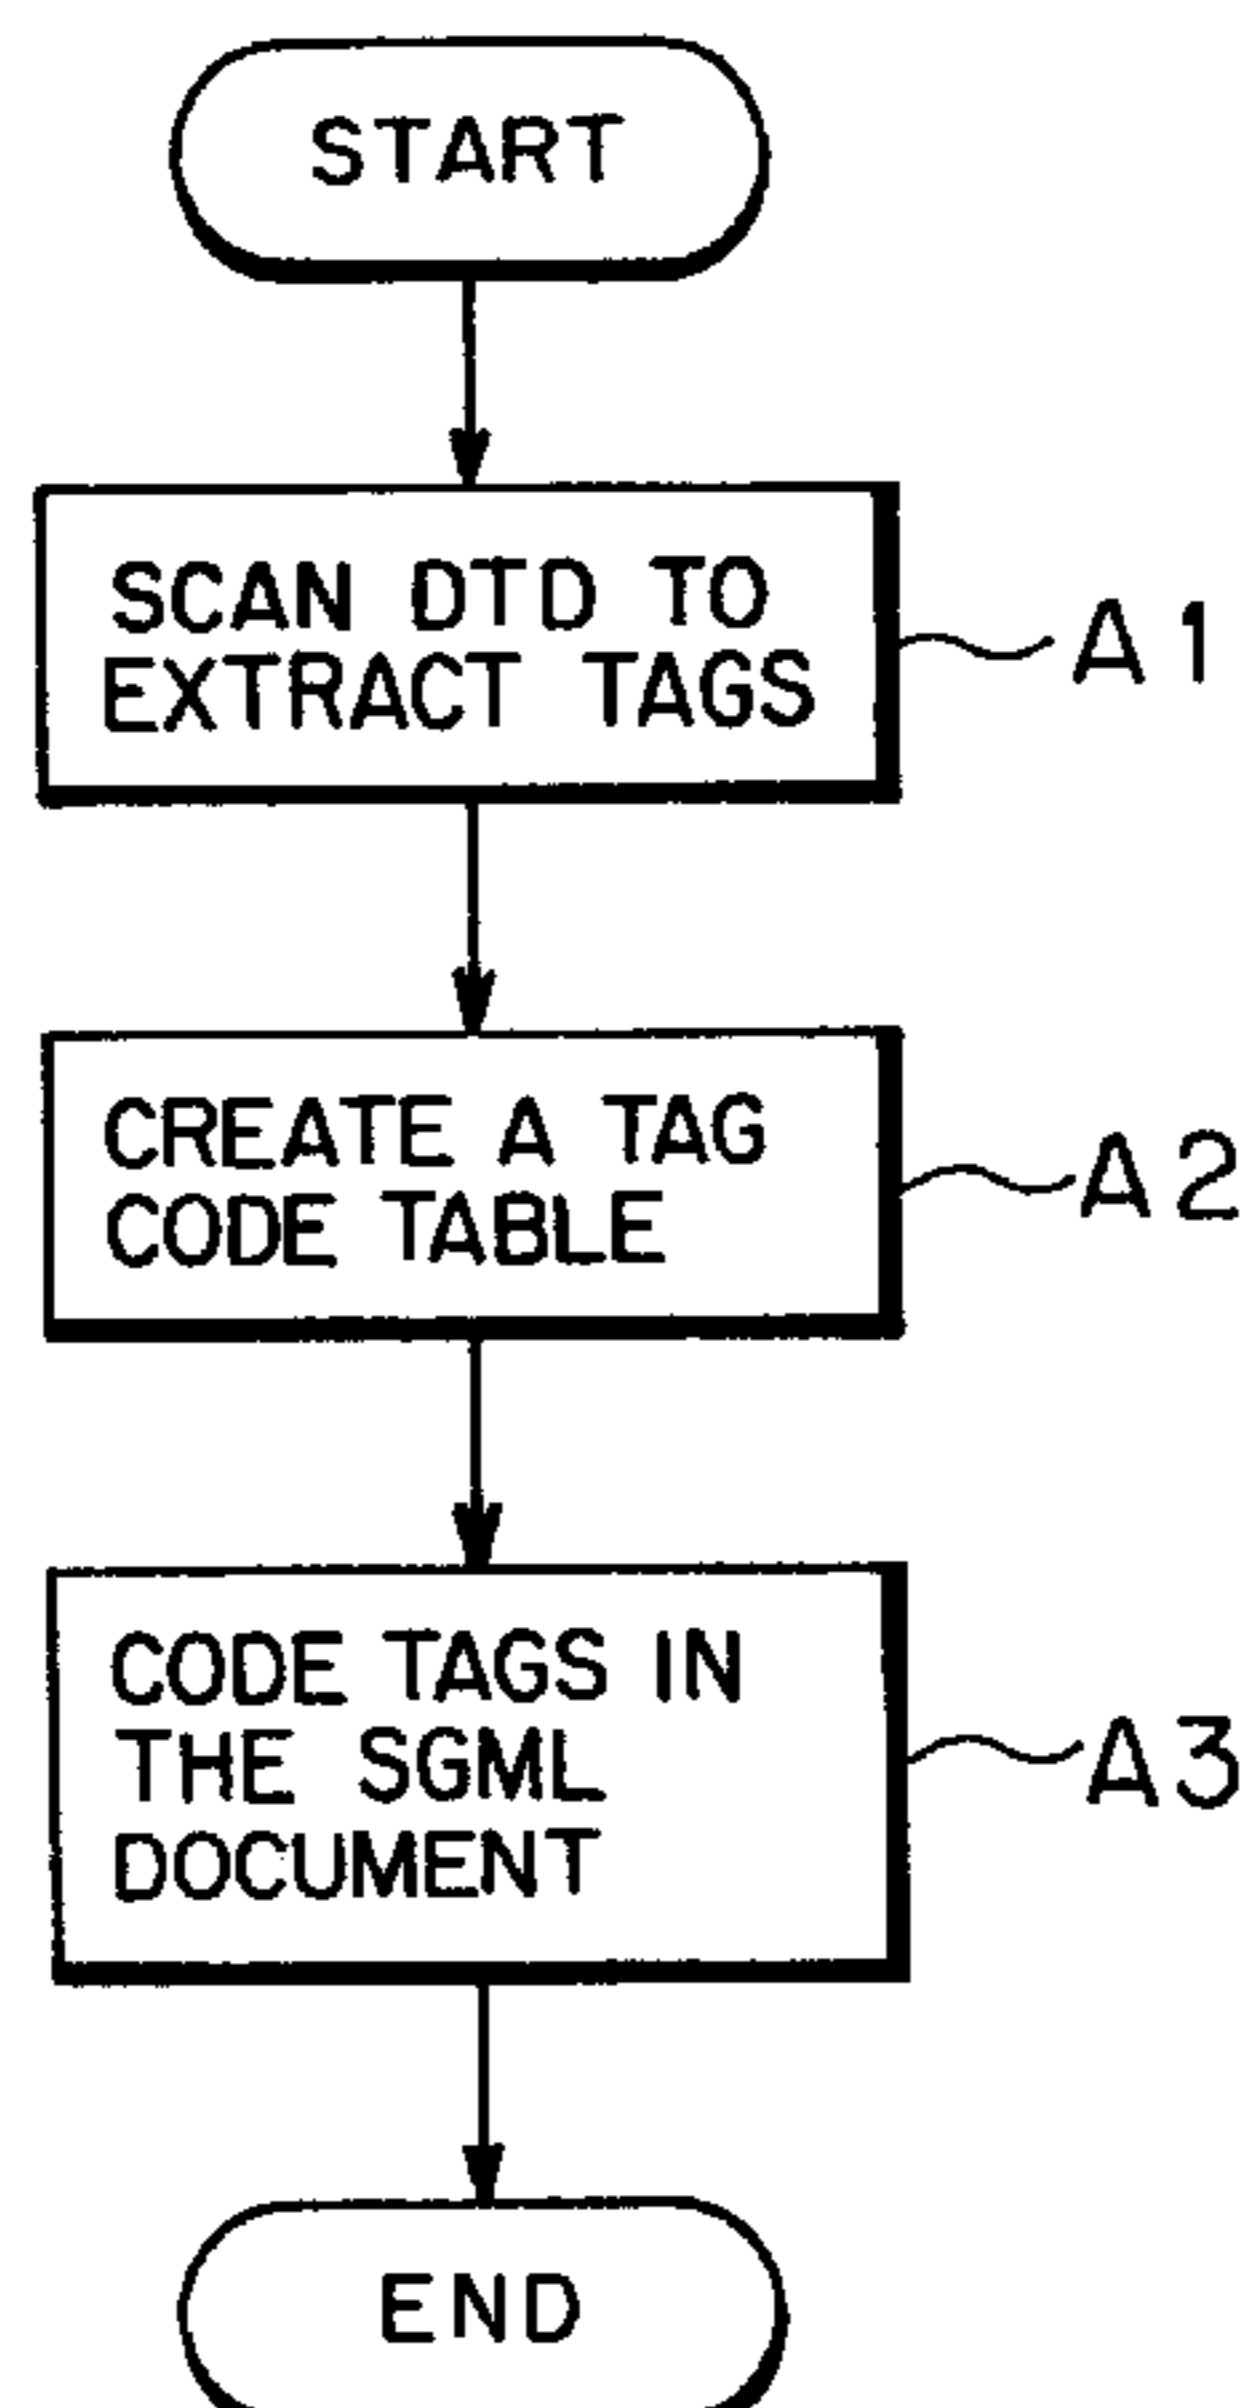 START
SCAN DTD TO
EXTRACT TAGS
A1
CREATE A TAG
CODE TABLE
A2
CODE TAGS IN
THE SGML
DOCUMENT
A3
END